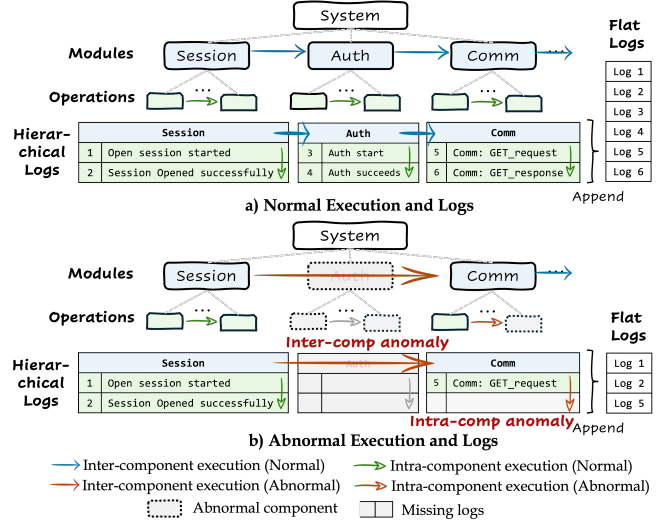 System
Flat
Logs
Modules
Session
Auth
Comm
...
Operations
...
...
...
Log 1
Log 2
Log 3
Log 4
Log 5
Log 6
Hierar-
chical
Logs
Session
Auth
Comm
1 Open session started
3 Auth start
5 Comm: GET_request
2 Session Opened successfully
4 Auth succeeds
6 Comm: GET_response
Append
a) Normal Execution and Logs
System
Modules
Session
Auth
Comm
...
Operations
...
...
...
Inter-comp anomaly
Flat
Logs
Hierar-
chical
Logs
Session
Auth
Comm
1 Open session started
5 Comm: GET_request
2 Session Opened successfully
Log 1
Log 2
Log 5
Intra-comp anomaly
Append
b) Abnormal Execution and Logs
Inter-component execution (Normal)
Intra-component execution (Normal)
Inter-component execution (Abnormal)
Intra-component execution (Abnormal)
Abnormal component
Missing logs